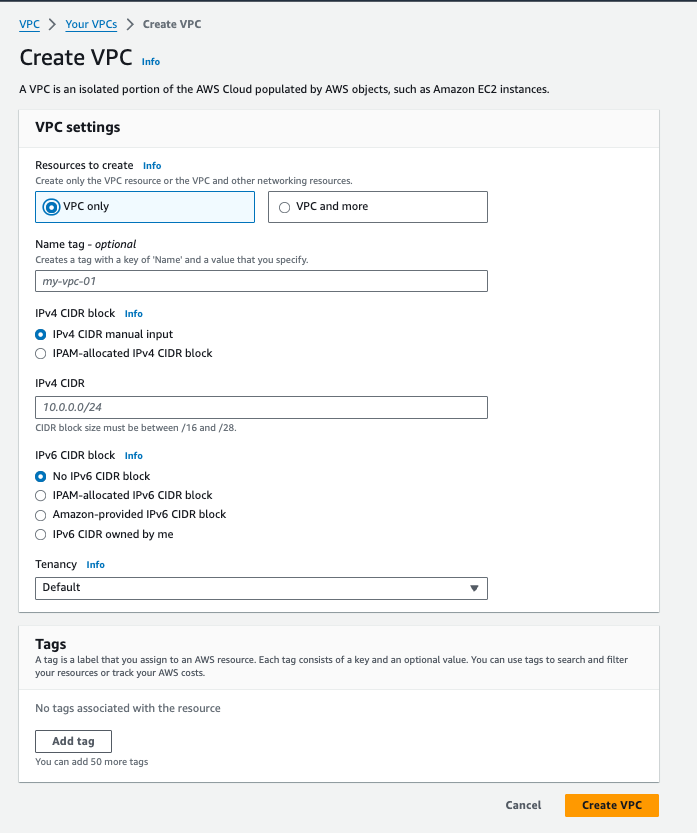 VPC > Your VPCs > Create VPC
Create VPC Info
A VPC is an isolated portion of the AWS Cloud populated by AWS objects, such as Amazon EC2 instances.
VPC settings
Resources to create Info
Create only the VPC resource or the VPC and other networking resources.
VPC only
VPC and more
Name tag - optional
Creates a tag with a key of 'Name' and a value that you specify.
my-vpc-01
IPv4 CIDR block Info
IPv4 CIDR manual input
IPAM-allocated IPv4 CIDR block
IPv4 CIDR
10.0.0.0/24
CIDR block size must be between /16 and /28.
IPv6 CIDR block Info
No IPv6 CIDR block
IPAM-allocated IPv6 CIDR block
Amazon-provided IPv6 CIDR block
IPv6 CIDR owned by me
Tenancy Info
Default
Tags
A tag is a label that you assign to an AWS resource. Each tag consists of a key and an optional value. You can use tags to search and filter
your resources or track your AWS costs.
No tags associated with the resource
Add tag
You can add 50 more tags
Cancel
Create VPC